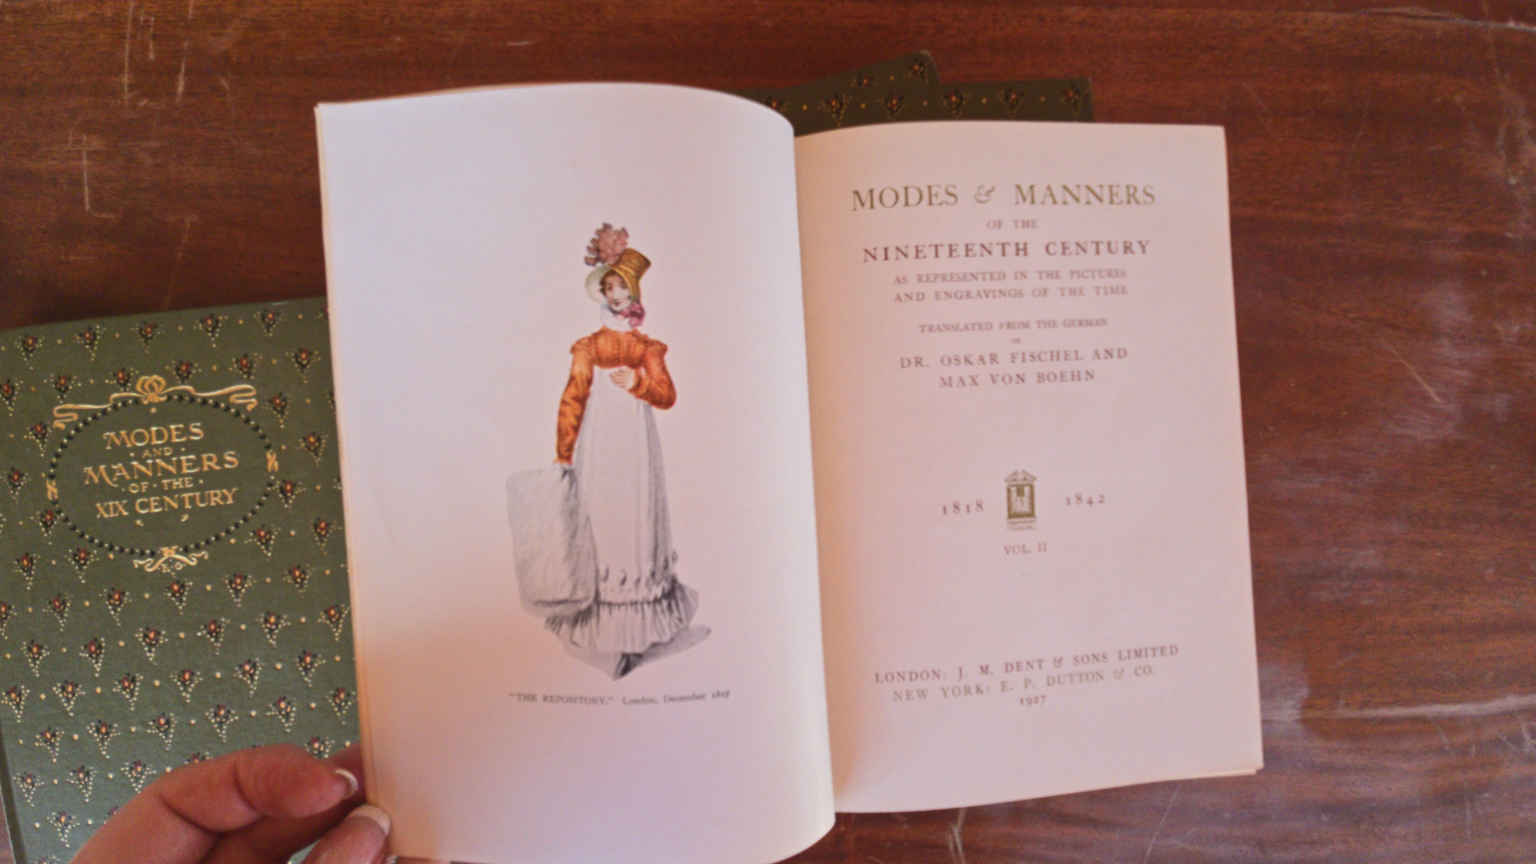 MODES
AND
MANNERS
OF·THE
XIX CENTURY
"THE REPOSITORY." London, December
MODES & MANNERS
OF THE
NINETEENTH CENTURY
AS REPRESENTED IN THE PICTURES
AND ENGRAVINGS OF THE TIME
TRANSLATED FROM THE GERMAN
DR. OSKAR FISCHEL AND
MAX VON BOEHN
1818 1842
VOL. II
LONDON: J. M. DENT & SONS LIMITED
NEW YORK: E. P. DUTTON & CO.
1927